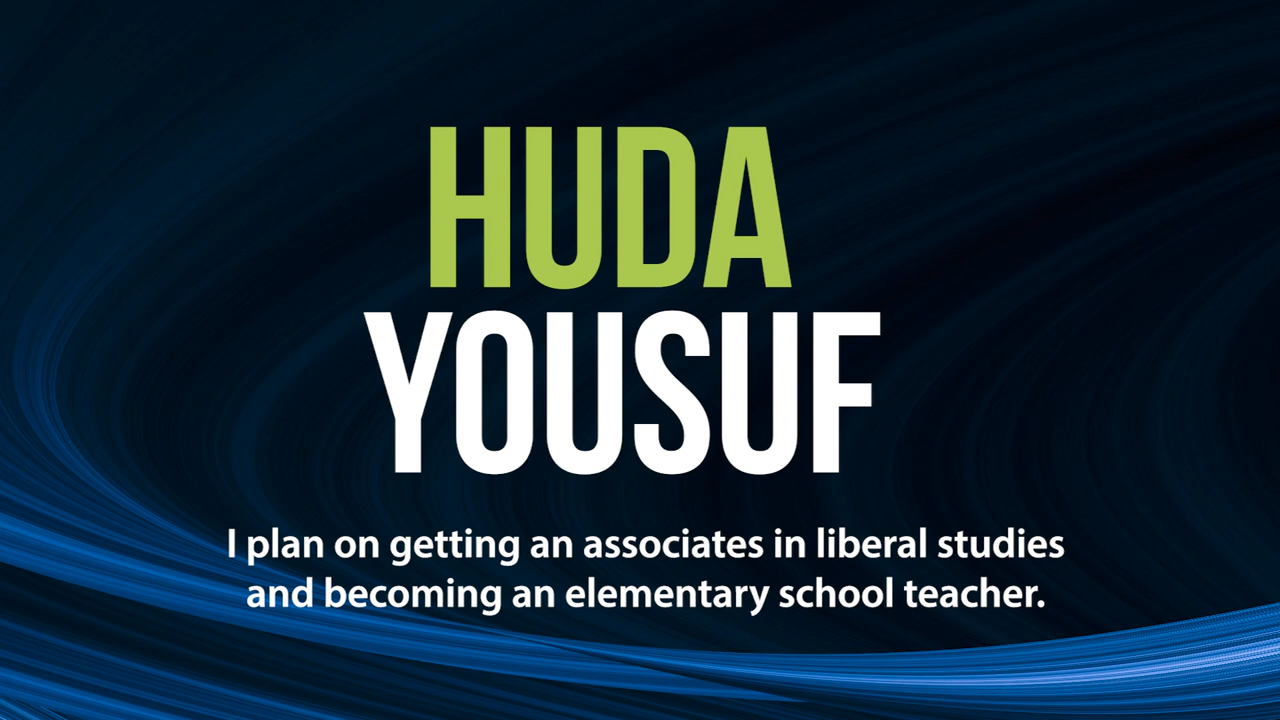 HUDA
YOUSUF
I plan on getting an associates in liberal studies
and becoming an elementary school teacher.